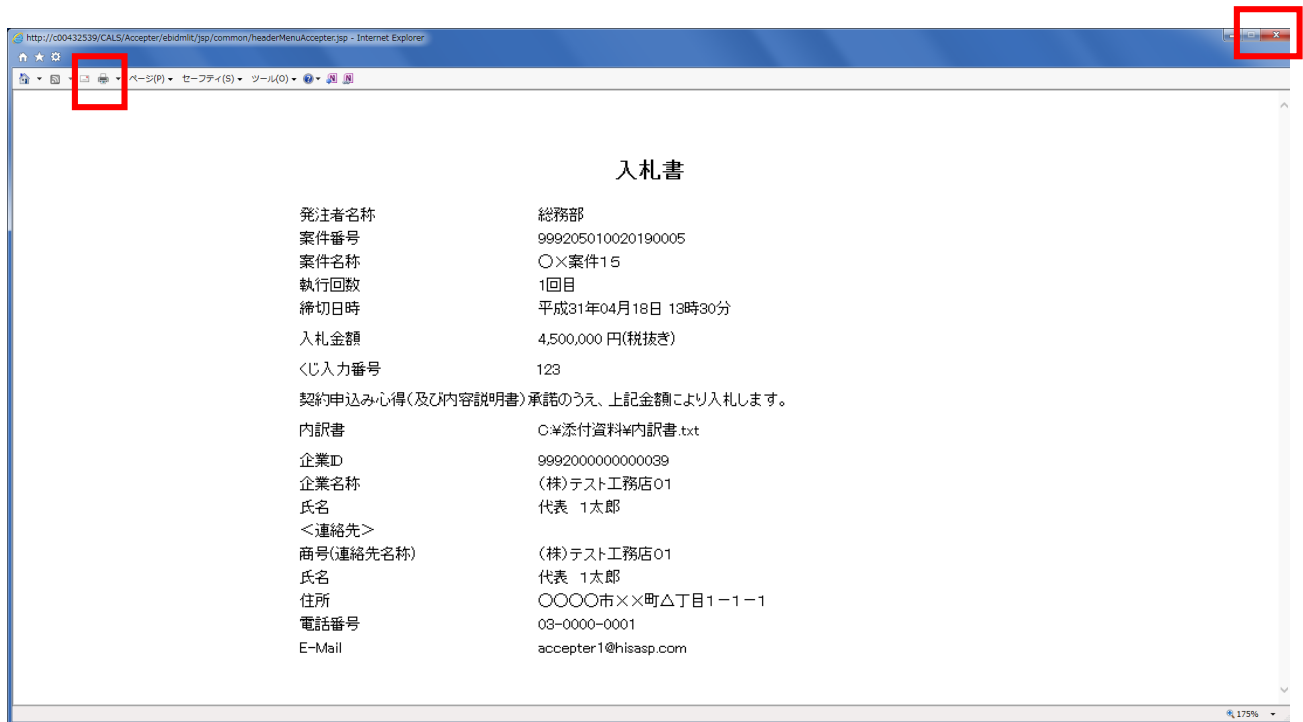 http://c00432539/CALS/Accepter/ebidmlit/jsp/common/headerMenuAccepter.jsp - Internet Explorer
ページ(P) セーフティ(S) ツール(O)
入札書
発注者名称 総務部
案件番号 999205010020190005
案件名称 〇×案件15
執行回数 1回目
締切日時 平成31年04月18日 13時30分
入札金額 4,500,000 円(税抜き)
くじ入力番号 123
契約申込み心得(及び内容説明書)承諾のうえ、上記金額により入札します。
内訳書 C:¥添付資料¥内訳書.txt
企業ID 9992000000000039
企業名称 (株)テスト工務店01
氏名 代表 1太郎
<連絡先>
商号(連絡先名称) (株)テスト工務店01
氏名 代表 1太郎
住所 〇〇〇〇市××町△丁目1-1-1
電話番号 03-0000-0001
E-Mail accepter1@hisasp.com
175%